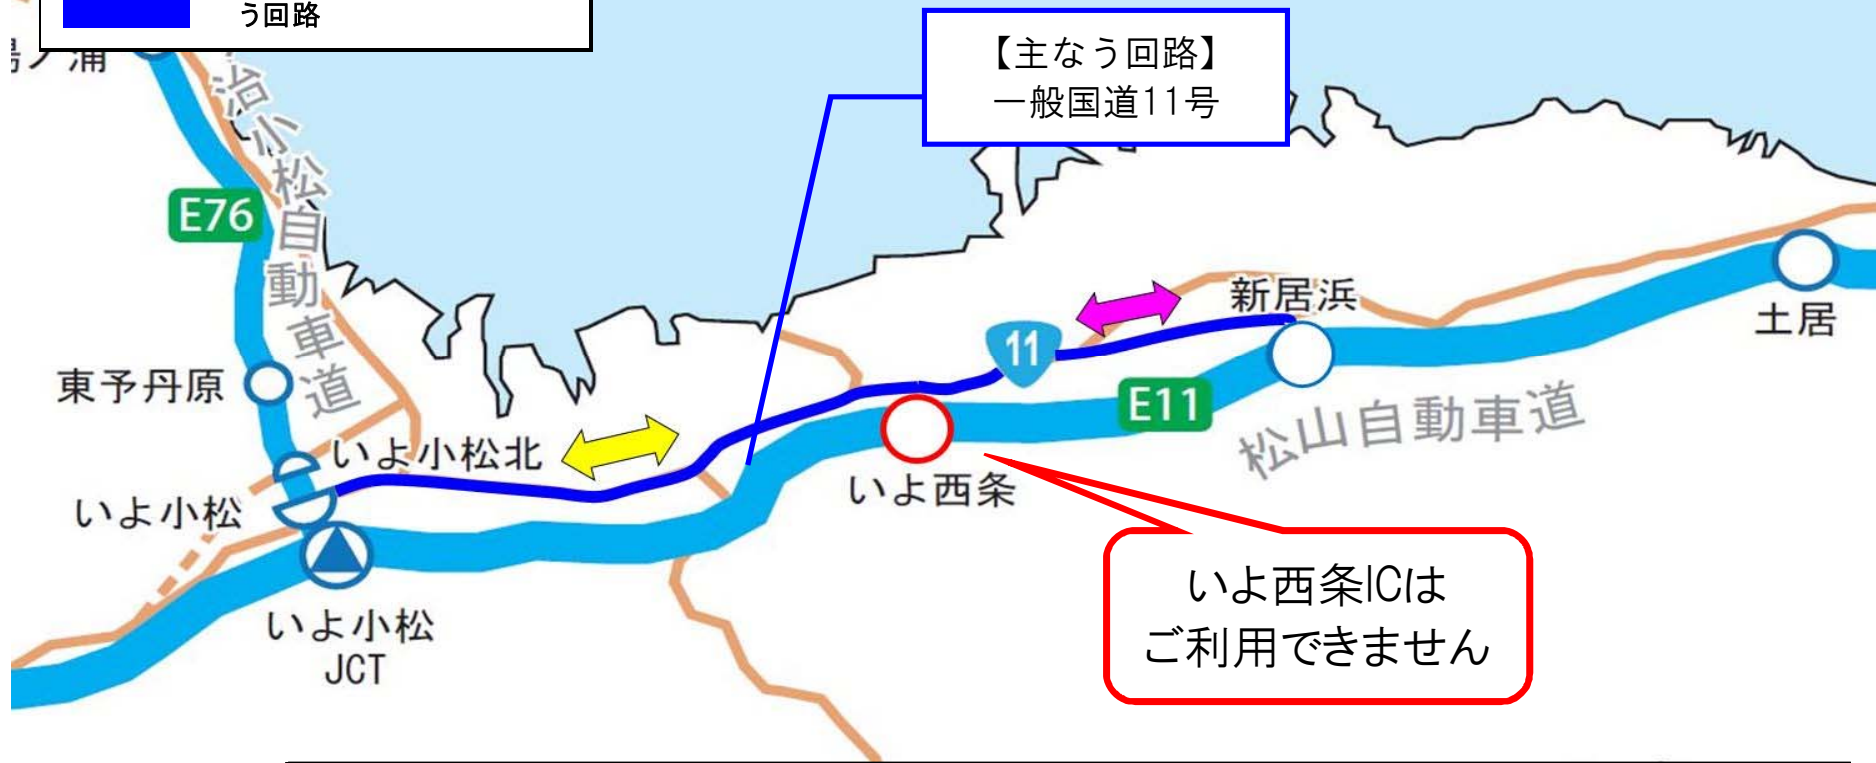 う回路
ノ浦
【主なう回路】
一般国道11号
治小松自動車道
E76
新居浜
土居
11
東予丹原
E11
松山自動車道
いよ小松北
いよ西条
いよ小松
いよ西条ICは
ご利用できません
いよ小松
JCT